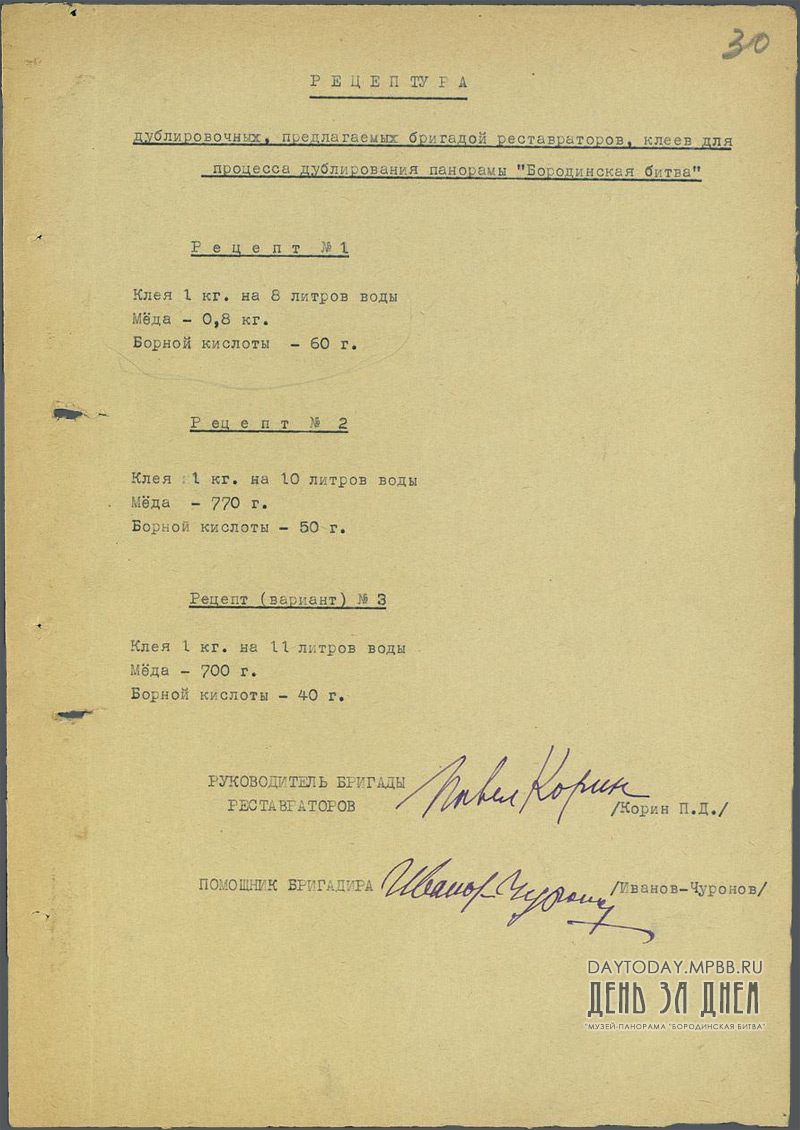 30
РЕЦЕПТУРА
дублировочных, предлагаемых бригадой реставраторов, клеев для
процесса дублирования панорамы "Бородинская битва"
Рецепт №1
Клея 1 кг. на 8 литров воды
Мёда - 0,8 кг.
Борной кислоты - 60 г.
Рецепт № 2
Клея 1 кг. на 10 литров воды
Мёда - 770 г.
Борной кислоты - 50 г.
Рецепт (вариант) № 3
Клея 1 кг. на 11 литров воды
Мёда - 700 г.
Борной кислоты - 40 г.
РУКОВОДИТЕЛЬ БРИГАДЫ
РЕСТАВРАТОРОВ Павел Корин /Корин П.Д./
ПОМОЩНИК БРИГАДИРА Иванов-Чуронов /Иванов-Чуронов/
DAYTODAY.MPBB.RU
ДЕНЬ ЗА ДНЕМ
"МУЗЕЙ-ПАНОРАМА "БОРОДИНСКАЯ БИТВА"